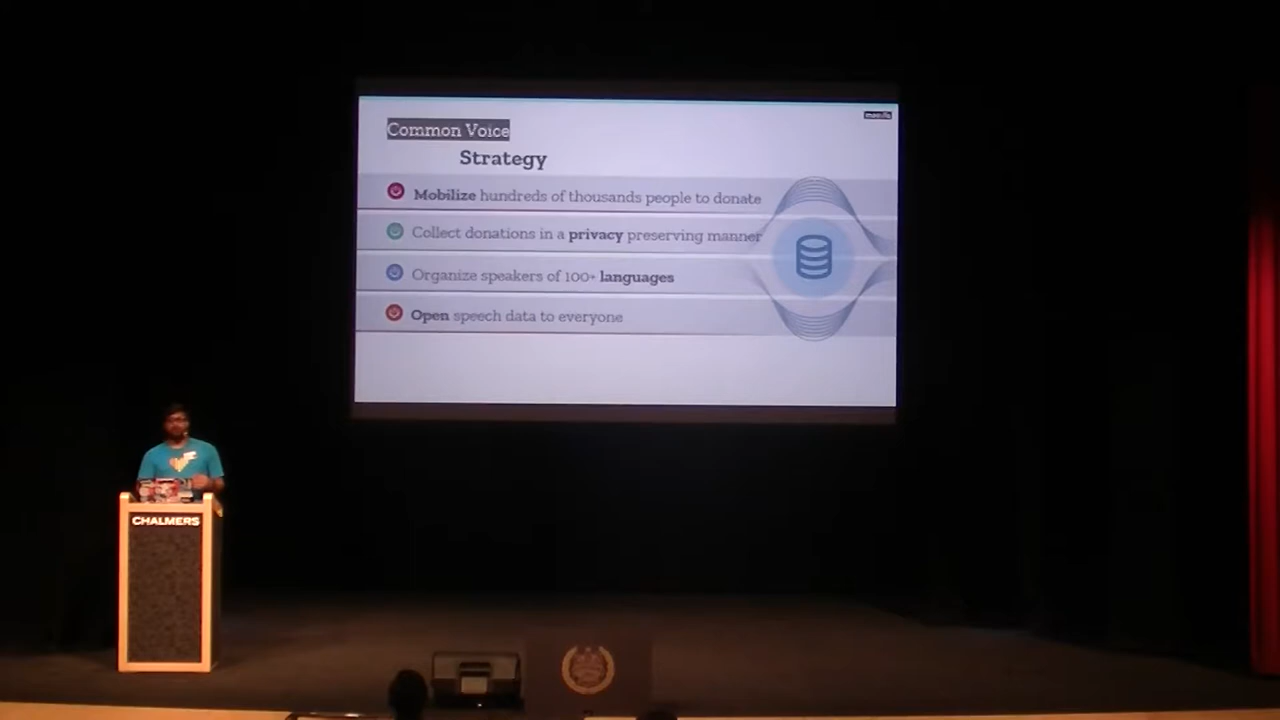 Common Voice
Strategy
Mobilize hundreds of thousands people to donate
Collect donations in a privacy preserving manner
Organize speakers of 100+ languages
Open speech data to everyone
CHALMERS